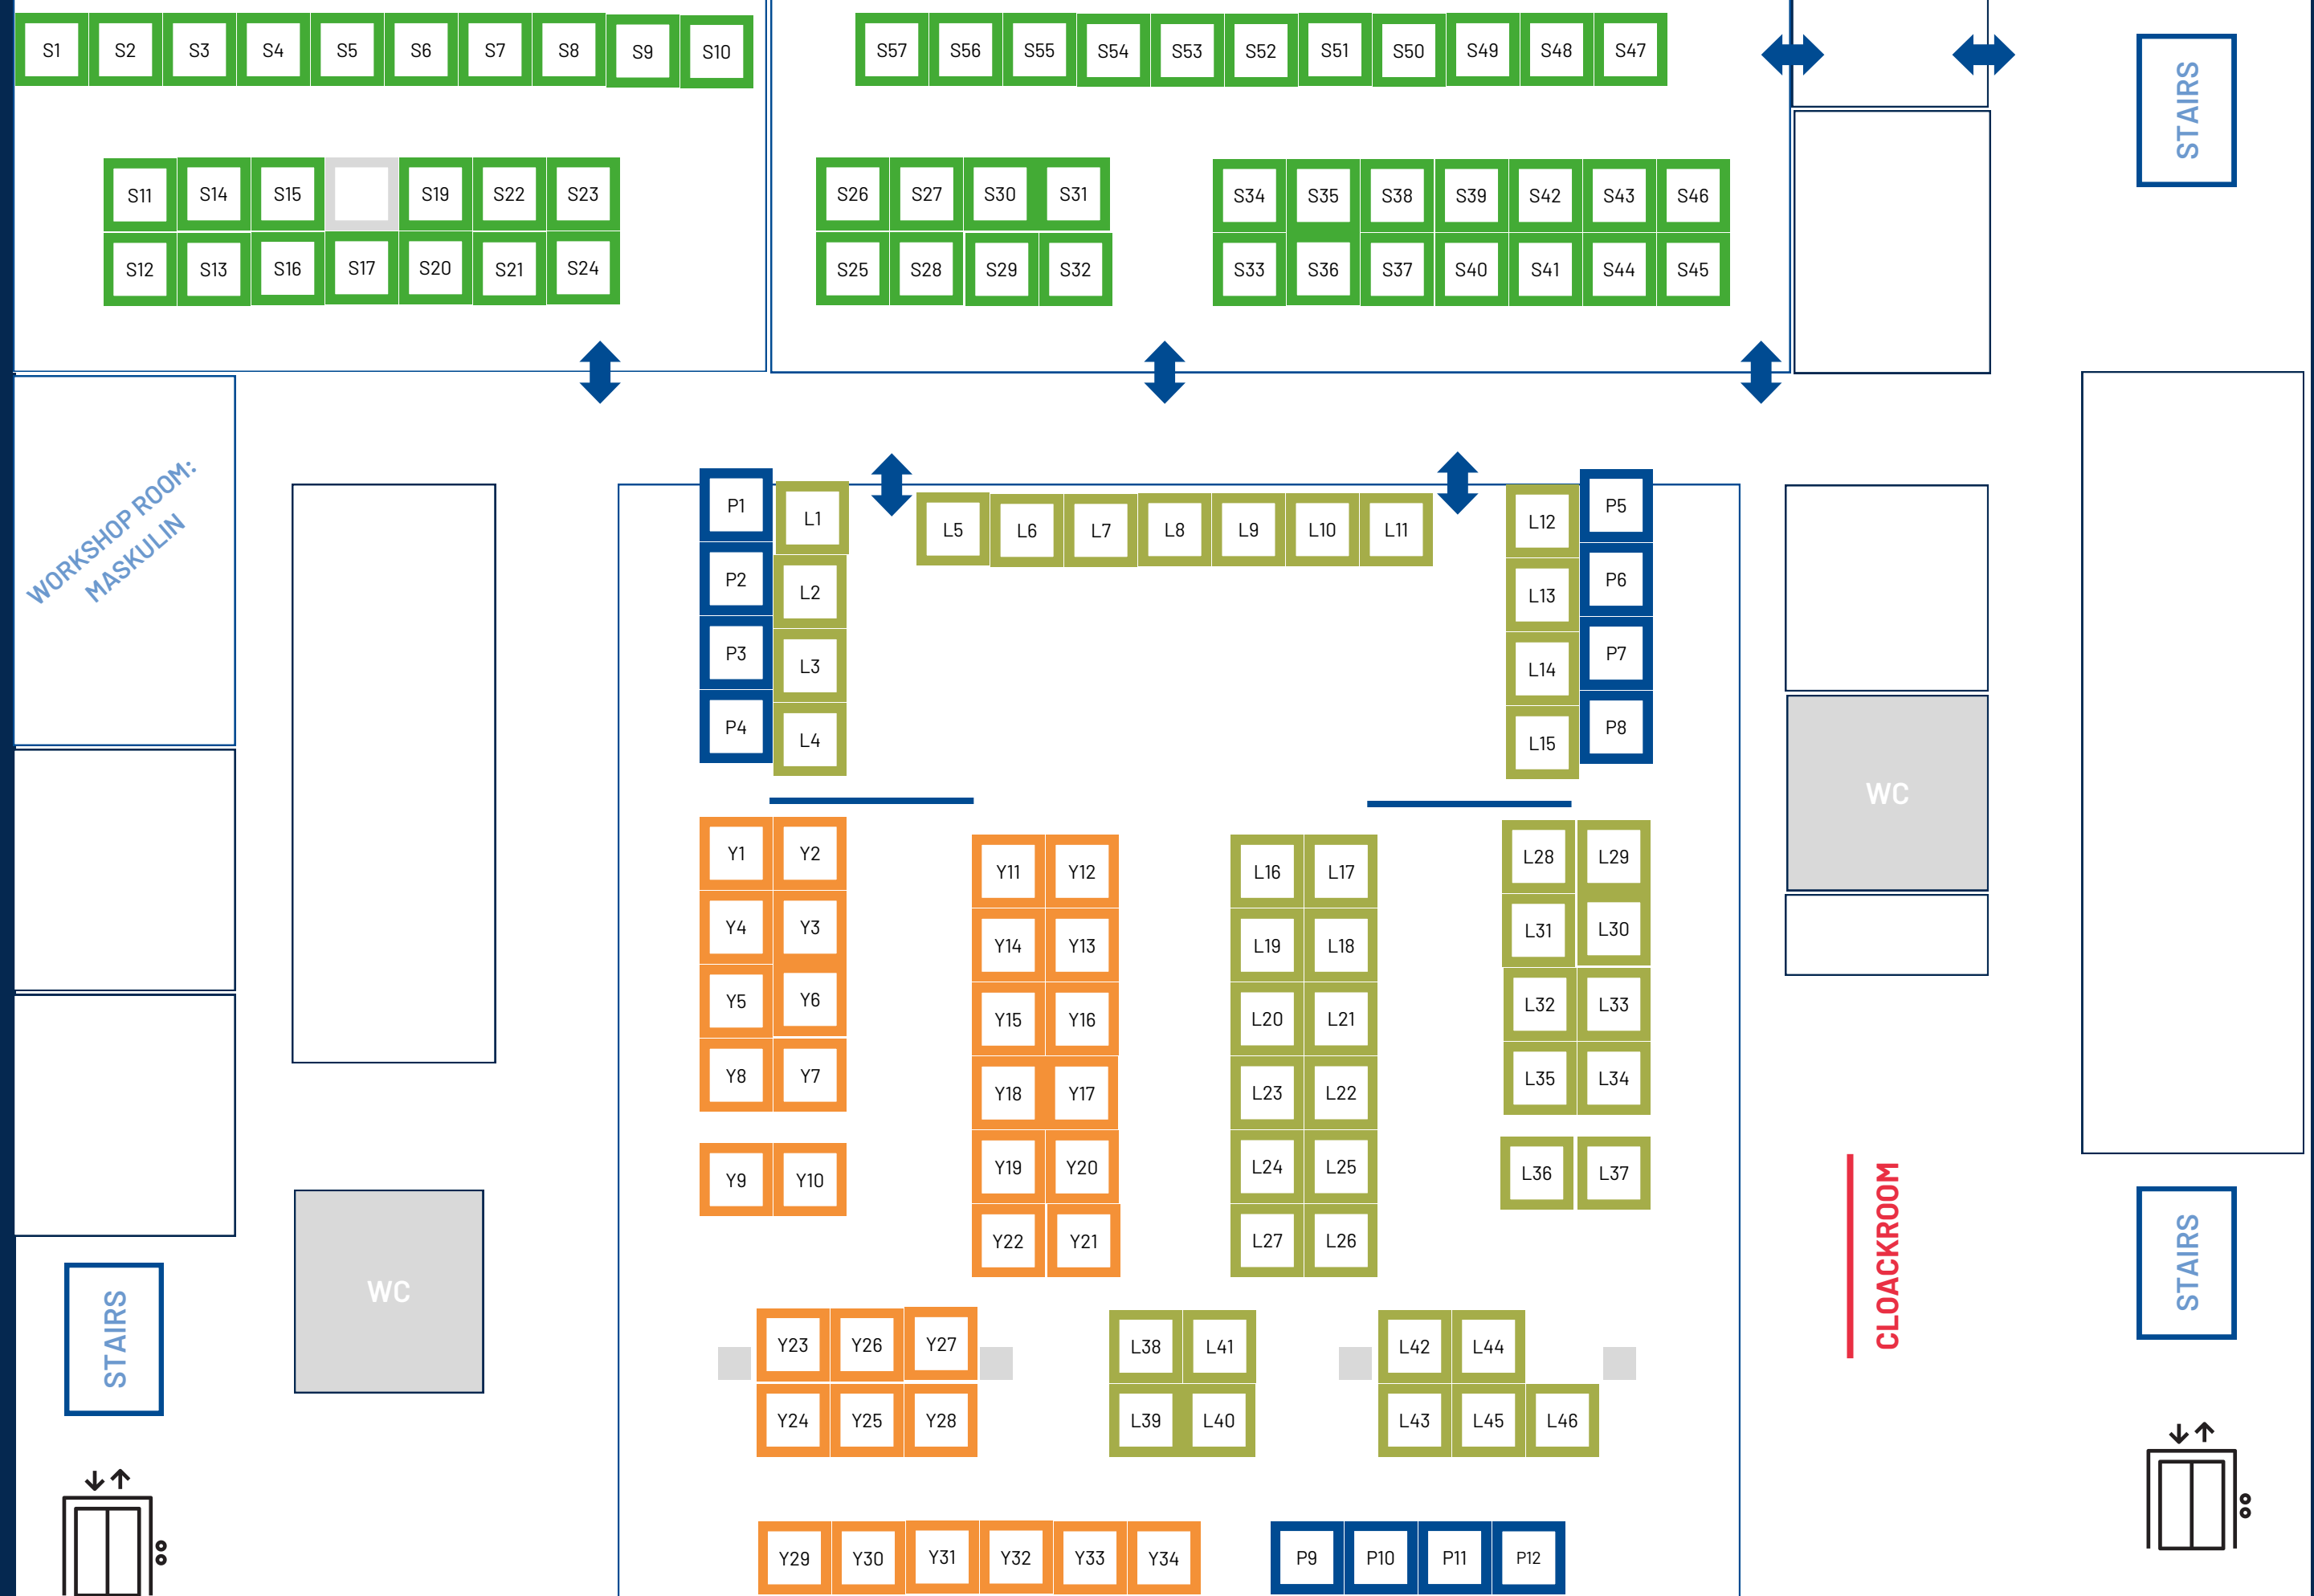 S1 S2 S3 S4 S5 S6 S7 S8 S9 S10
S57 S56 S55 S54 S53 S52 S51 S50 S49 S48 S47
STAIRS
S11 S14 S15 S19 S22 S23
S26 S27 S30 S31
S34 S35 S38 S39 S42 S43 S46
S12 S13 S16 S17 S20 S21 S24
S25 S28 S29 S32
S33 S36 S37 S40 S41 S44 S45
WORKSHOP ROOM:
MASKULIN
P1 L1
L5 L6 L7 L8 L9 L10 L11
L12 P5
P2 L2
L13 P6
P3 L3
L14 P7
P4 L4
L15 P8
WC
Y1 Y2
Y11 Y12
L16 L17
L28 L29
Y4 Y3
Y14 Y13
L19 L18
L31 L30
Y5 Y6
Y15 Y16
L20 L21
L32 L33
Y8 Y7
Y18 Y17
L23 L22
L35 L34
Y9 Y10
Y19 Y20
L24 L25
L36 L37
Y22 Y21
L27 L26
CLOACKROOM
STAIRS
WC
STAIRS
Y23 Y26 Y27
L38 L41
L42 L44
Y24 Y25 Y28
L39 L40
L43 L45 L46
Y29 Y30 Y31 Y32 Y33 Y34
P9 P10 P11 P12